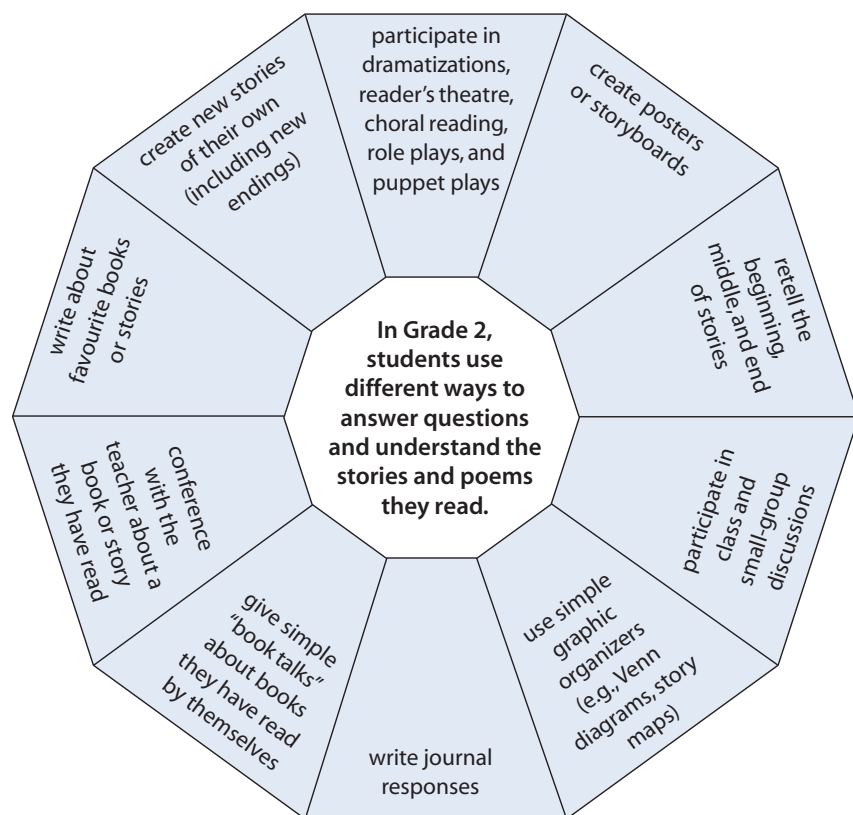 participate in
dramatizations,
reader’s theatre,
choral reading,
role plays, and
puppet plays
create posters
or storyboards
retell the
beginning,
middle, and end
of stories
participate in
class and
small-group
discussions
use simple
graphic
organizers
(e.g., Venn
diagrams, story
maps)
write journal
responses
give simple
“book talks”
about books
they have read
by themselves
conference
with the
teacher about a
book or story
they have read
write about
favourite books
or stories
create new stories
of their own
(including new
endings)
In Grade 2,
students use
different ways to
answer questions
and understand the
stories and poems
they read.